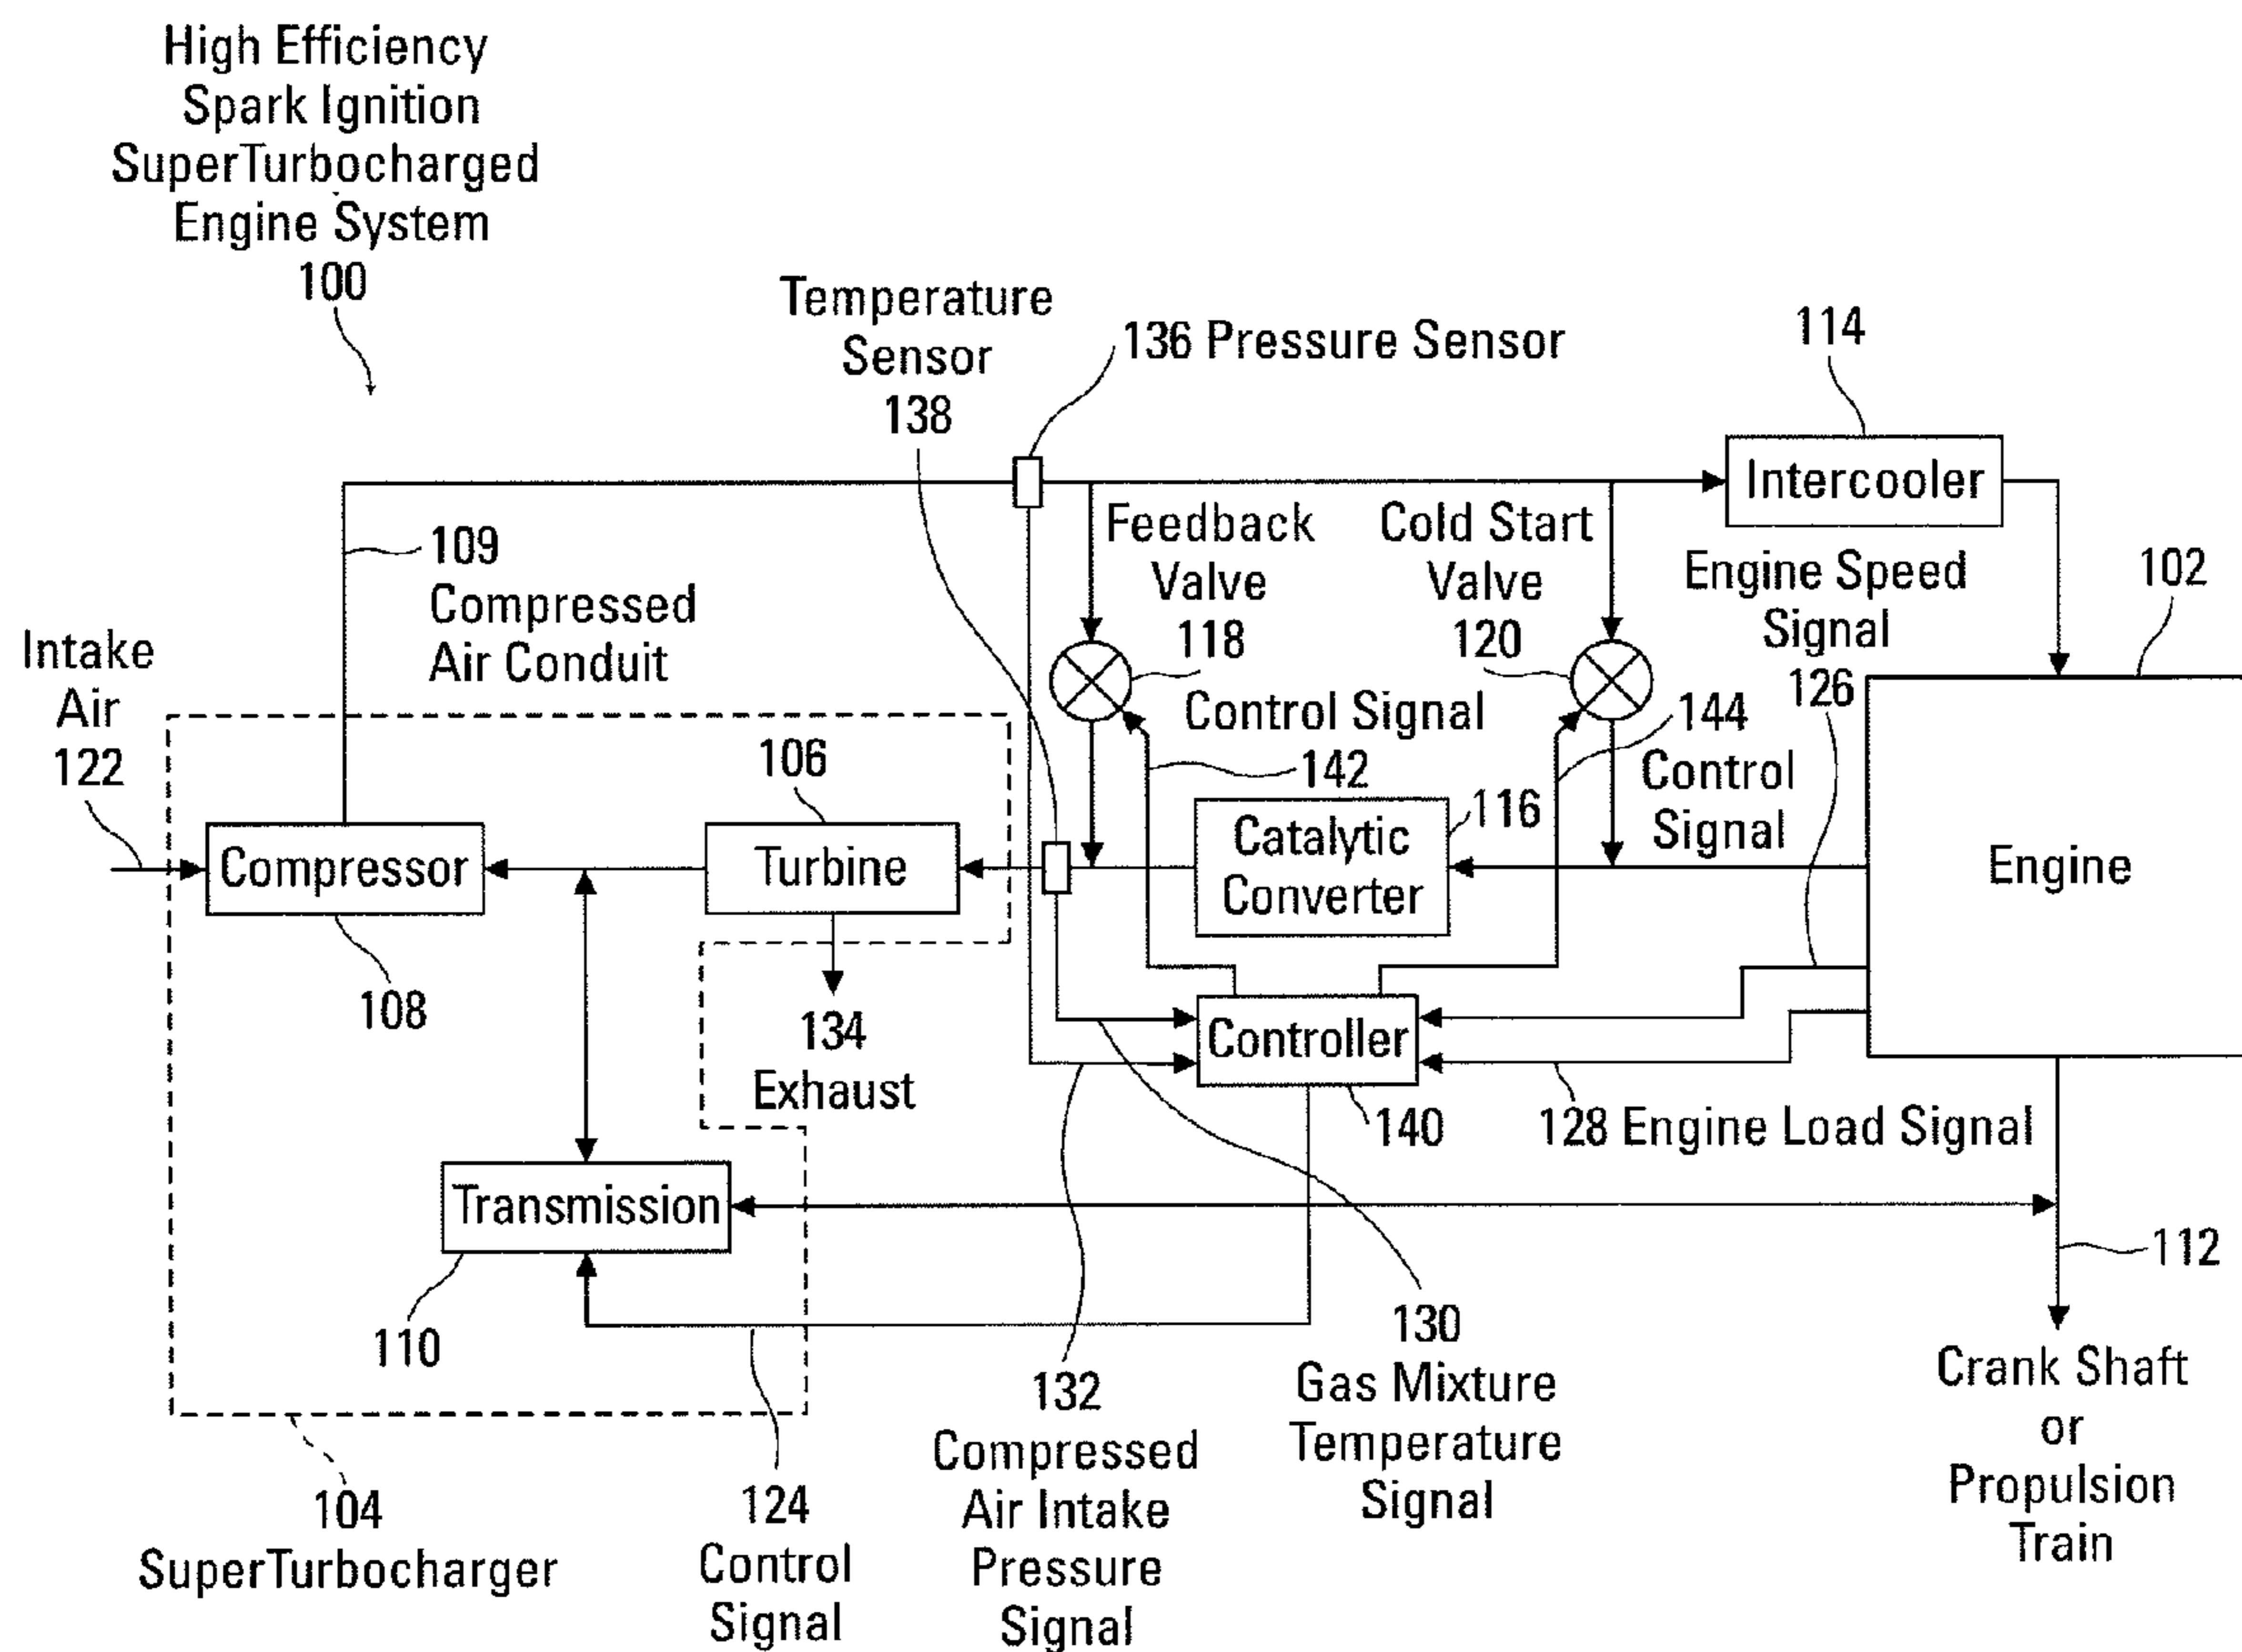 High Efficiency
Spark Ignition
SuperTurbocharged
Engine System
100
Temperature
Sensor
138
136 Pressure Sensor
114
Intercooler
109
Compressed
Air Conduit
Feedback
Valve
118
Cold Start
Valve
120
Engine Speed
Signal
126
102
Intake
Air
122
Control Signal
142
144
Control
Signal
106
116
Compressor
Turbine
Catalytic
Converter
Engine
108
134
Exhaust
Controller
140
128 Engine Load Signal
Transmission
110
112
130
Gas Mixture
Temperature
Signal
132
Compressed
Air Intake
Pressure
Signal
Crank Shaft
or
Propulsion
Train
104
SuperTurbocharger
124
Control
Signal